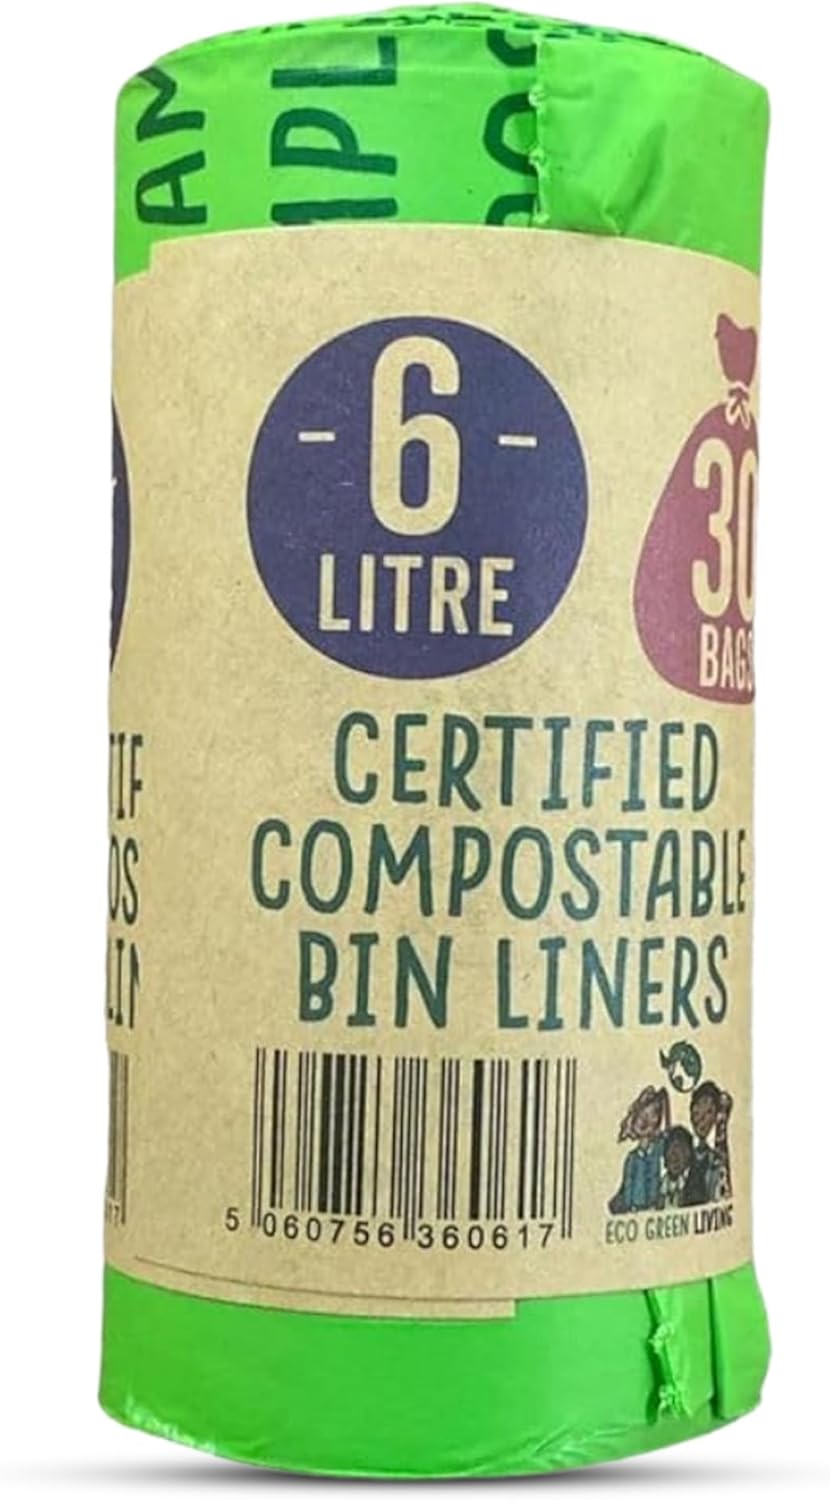 - 6 -
LITRE
30
BAGS
CERTIFIED
COMPOSTABLE
BIN LINERS
5 060756 360617
ECO GREEN LIVING